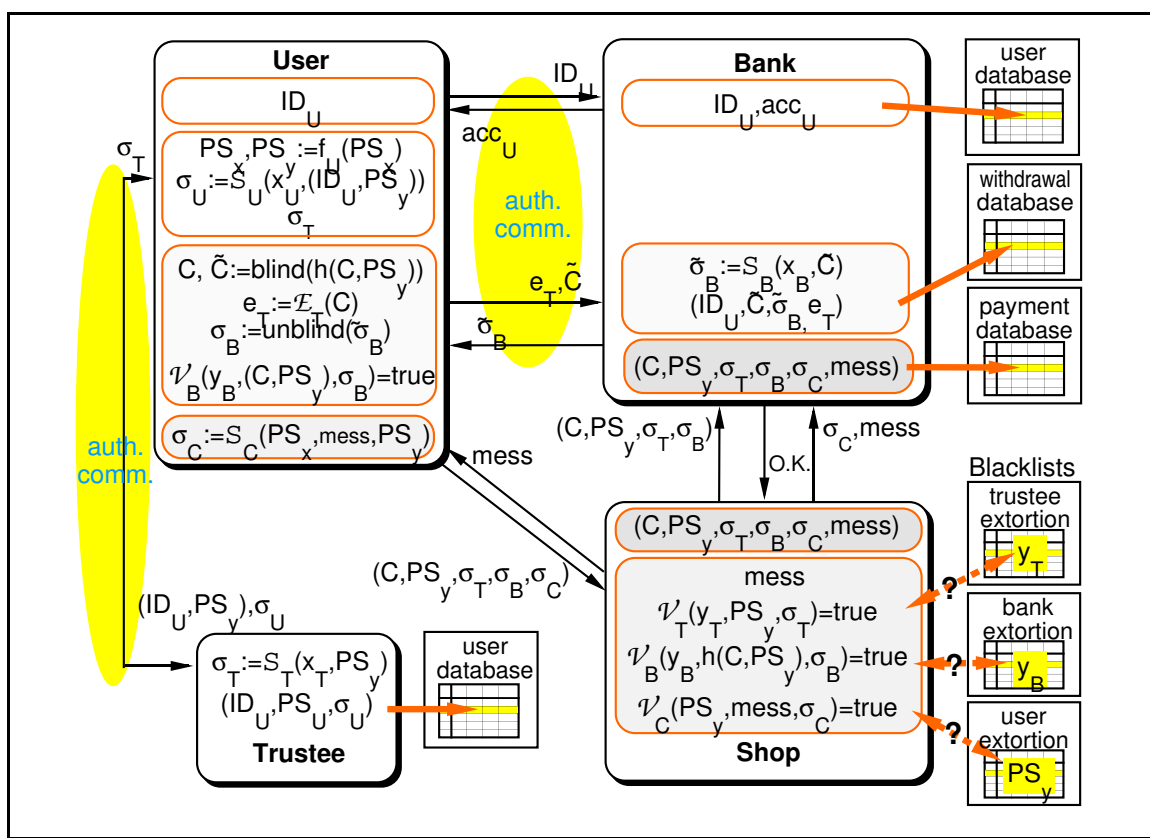 User
ID_U
PS_x,PS_y:=f_U(PS_x)
σ_U:=S_U(x_U,(ID_U,PS_y))
σ_T
C, C̃:=blind(h(C,PS_y))
e_T:=ℰ_T(C)
σ_B:=unblind(σ̃_B)
𝒱_B(y_B,(C,PS_y),σ_B)=true
σ_C:=S_C(PS_x,mess,PS_y)
σ_T
auth.
comm.
ID_U
acc_U
auth.
comm.
e_T,C̃
σ̃_B
Bank
ID_U,acc_U
σ̃_B:=S_B(x_B,C̃)
(ID_U,C̃,σ̃_B,e_T)
(C,PS_y,σ_T,σ_B,σ_C,mess)
user
database
withdrawal
database
payment
database
(C,PS_y,σ_T,σ_B)
O.K.
σ_C,mess
mess
(C,PS_y,σ_T,σ_B,σ_C)
(C,PS_y,σ_T,σ_B,σ_C,mess)
mess
𝒱_T(y_T,PS_y,σ_T)=true
𝒱_B(y_B,h(C,PS_y),σ_B)=true
𝒱_C(PS_y,mess,σ_C)=true
Shop
Blacklists
trustee
extortion
y_T
?
bank
extortion
y_B
?
user
extortion
PS_y
?
(ID_U,PS_y),σ_U
σ_T:=S_T(x_T,PS_y)
(ID_U,PS_U,σ_U)
Trustee
user
database